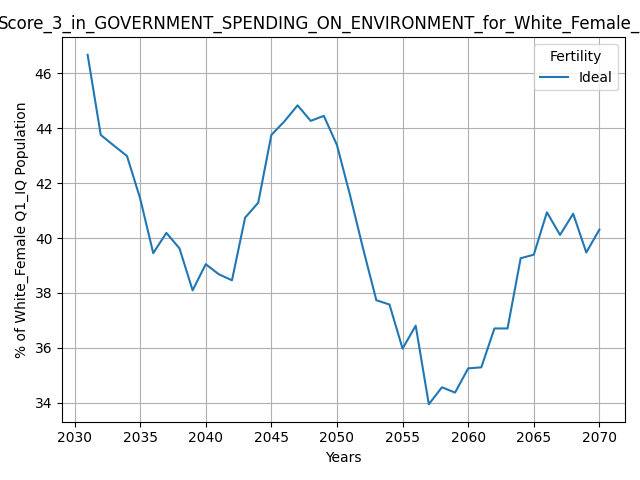 Score_3_in_GOVERNMENT_SPENDING_ON_ENVIRONMENT_for_White_Female_
Fertility
Ideal
46
44
42
40
38
36
34
% of White_Female Q1_IQ Population
2030 2035 2040 2045 2050 2055 2060 2065 2070
Years